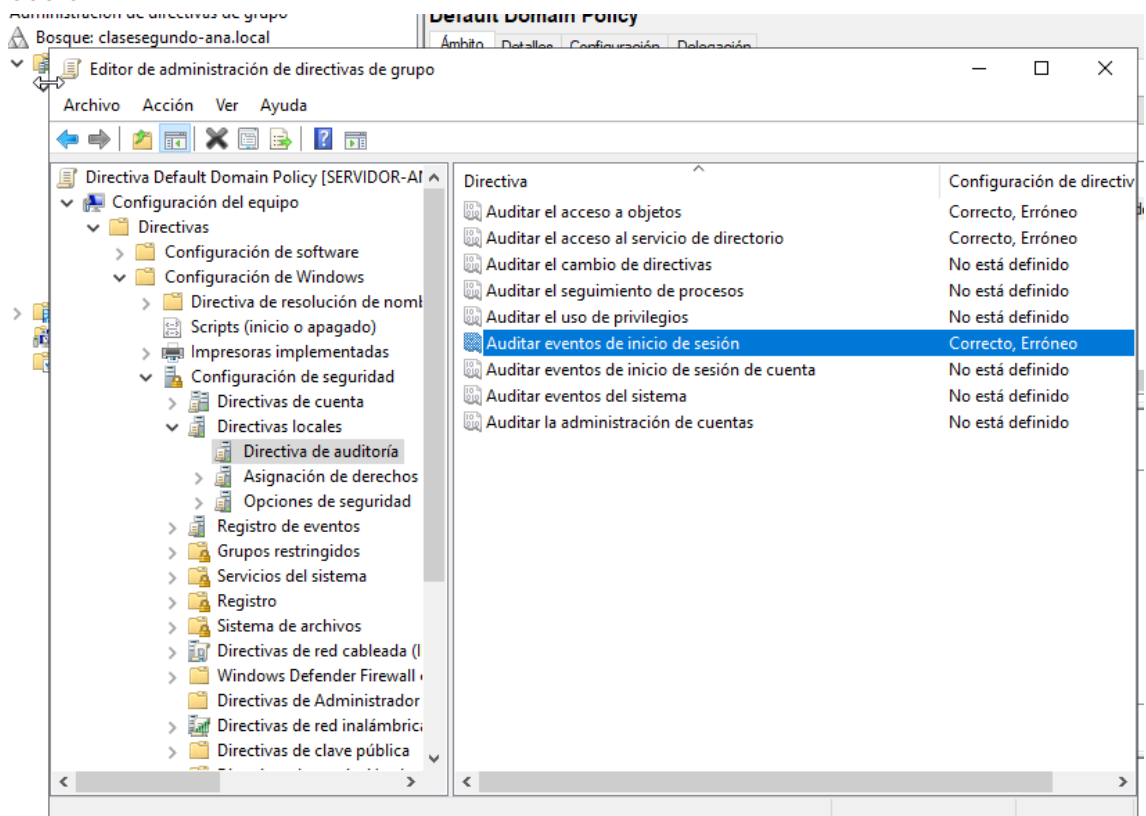 Administración de directivas de grupo
Bosque: clasesegundo-ana.local
Default Domain Policy
Ámbito Detalles Configuración Delegación
Editor de administración de directivas de grupo
Archivo Acción Ver Ayuda
Directiva Default Domain Policy [SERVIDOR-AN
Configuración del equipo
Directivas
Configuración de software
Configuración de Windows
Directiva de resolución de nomb
Scripts (inicio o apagado)
Impresoras implementadas
Configuración de seguridad
Directivas de cuenta
Directivas locales
Directiva de auditoría
Asignación de derechos
Opciones de seguridad
Registro de eventos
Grupos restringidos
Servicios del sistema
Registro
Sistema de archivos
Directivas de red cableada (I
Windows Defender Firewall
Directivas de Administrador
Directivas de red inalámbrica
Directivas de clave pública
Directiva Configuración de directiv
Auditar el acceso a objetos Correcto, Erróneo
Auditar el acceso al servicio de directorio Correcto, Erróneo
Auditar el cambio de directivas No está definido
Auditar el seguimiento de procesos No está definido
Auditar el uso de privilegios No está definido
Auditar eventos de inicio de sesión Correcto, Erróneo
Auditar eventos de inicio de sesión de cuenta No está definido
Auditar eventos del sistema No está definido
Auditar la administración de cuentas No está definido